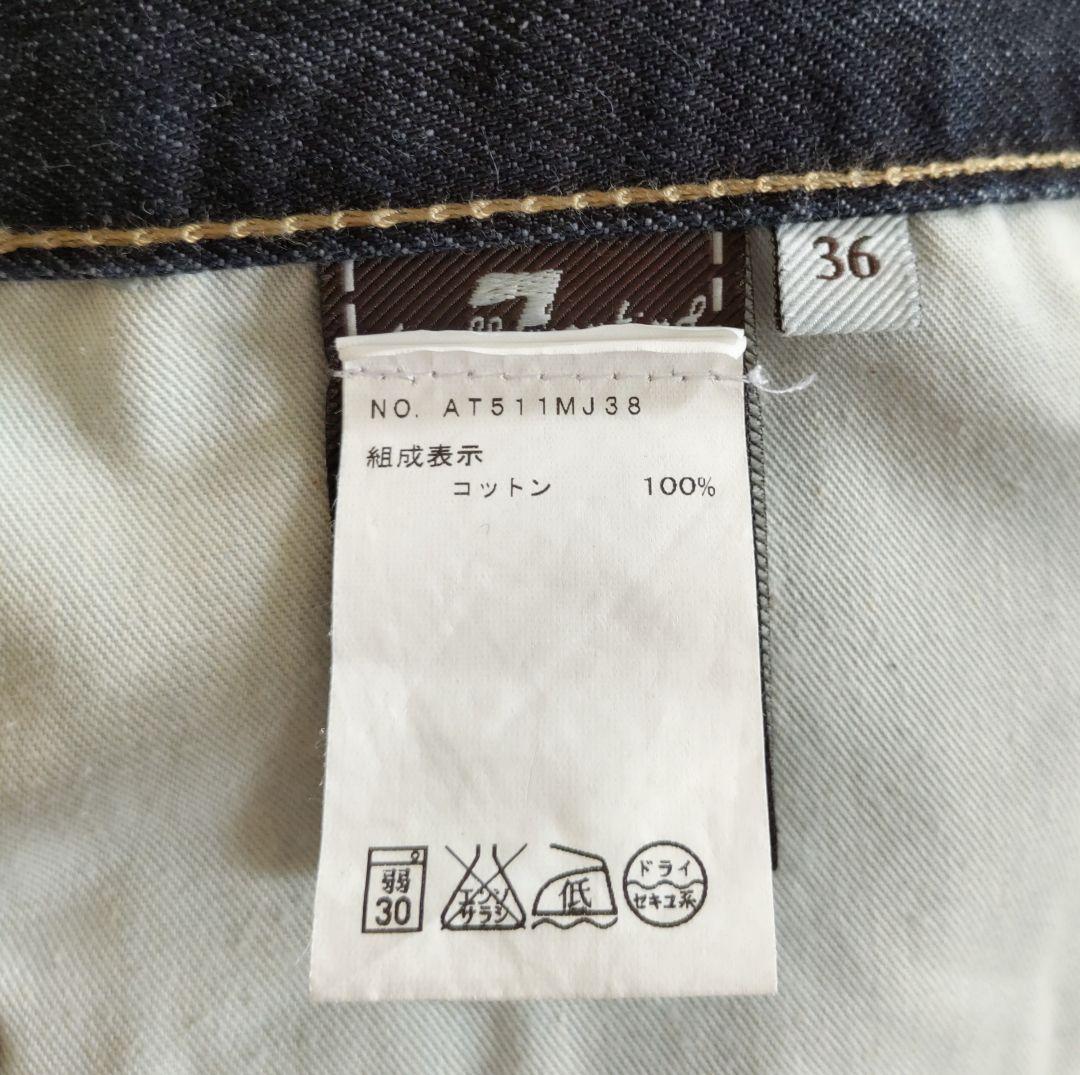 7
36
NO. AT511MJ38
組成表示
コットン 100%
弱
30
エンソ
サラシ
低
ドライ
セキユ系